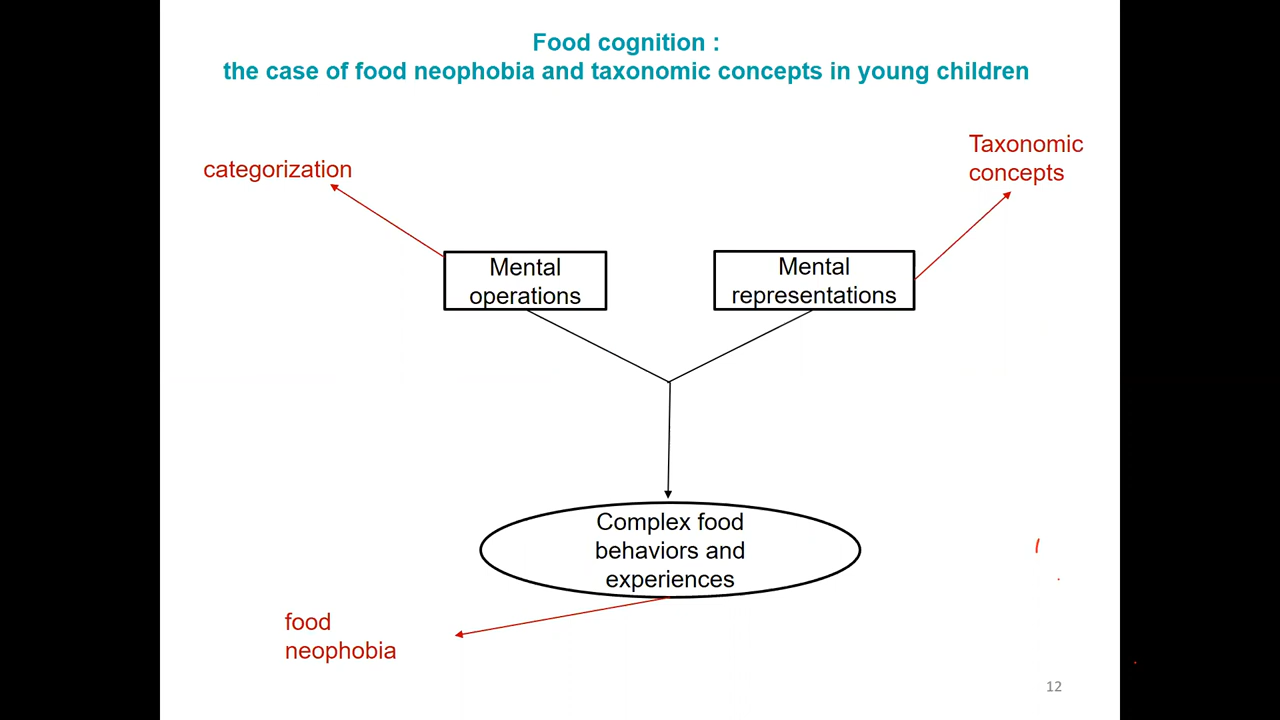 Food cognition :
the case of food neophobia and taxonomic concepts in young children
categorization
Taxonomic
concepts
Mental
operations
Mental
representations
Complex food
behaviors and
experiences
food
neophobia
12